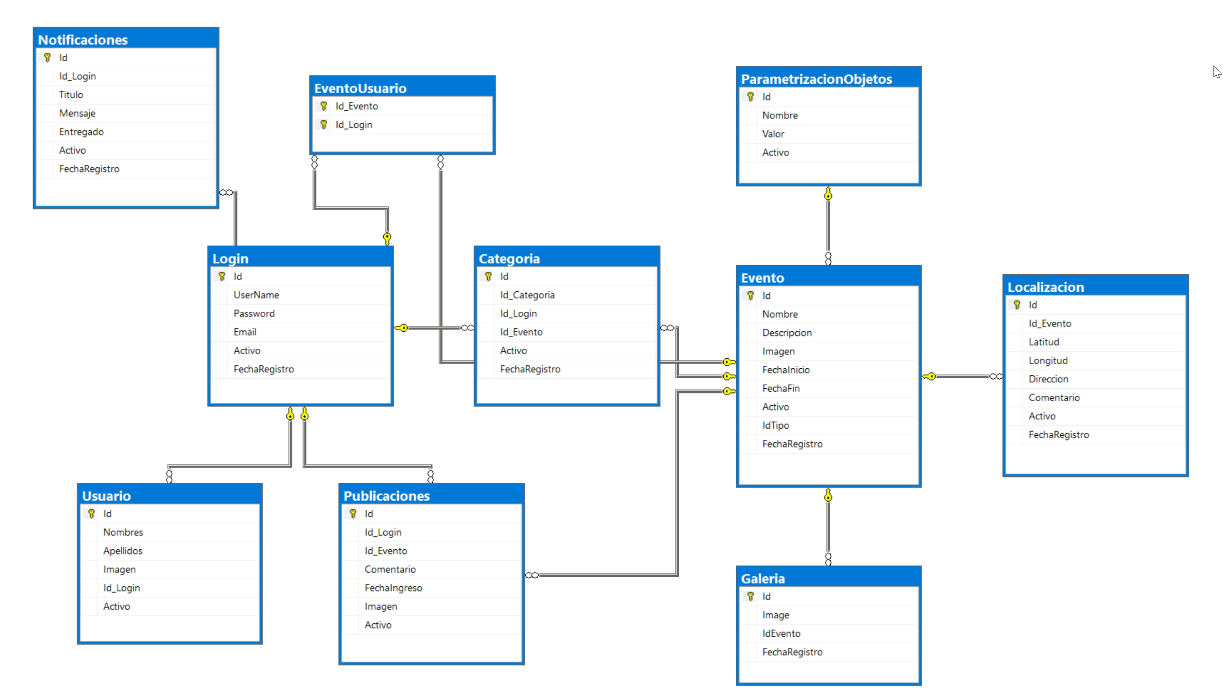 Notificaciones
Id
Id_Login
Titulo
Mensaje
Entregado
Activo
FechaRegistro
EventoUsuario
Id_Evento
Id_Login
ParametrizacionObjetos
Id
Nombre
Valor
Activo
Login
Id
UserName
Password
Email
Activo
FechaRegistro
Categoria
Id
Id_Categoria
Id_Login
Id_Evento
Activo
FechaRegistro
Evento
Id
Nombre
Descripcion
Imagen
FechaInicio
FechaFin
Activo
IdTipo
FechaRegistro
Localizacion
Id
Id_Evento
Latitud
Longitud
Direccion
Comentario
Activo
FechaRegistro
Usuario
Id
Nombres
Apellidos
Imagen
Id_Login
Activo
Publicaciones
Id
Id_Login
Id_Evento
Comentario
FechaIngreso
Imagen
Activo
Galeria
Id
Image
IdEvento
FechaRegistro